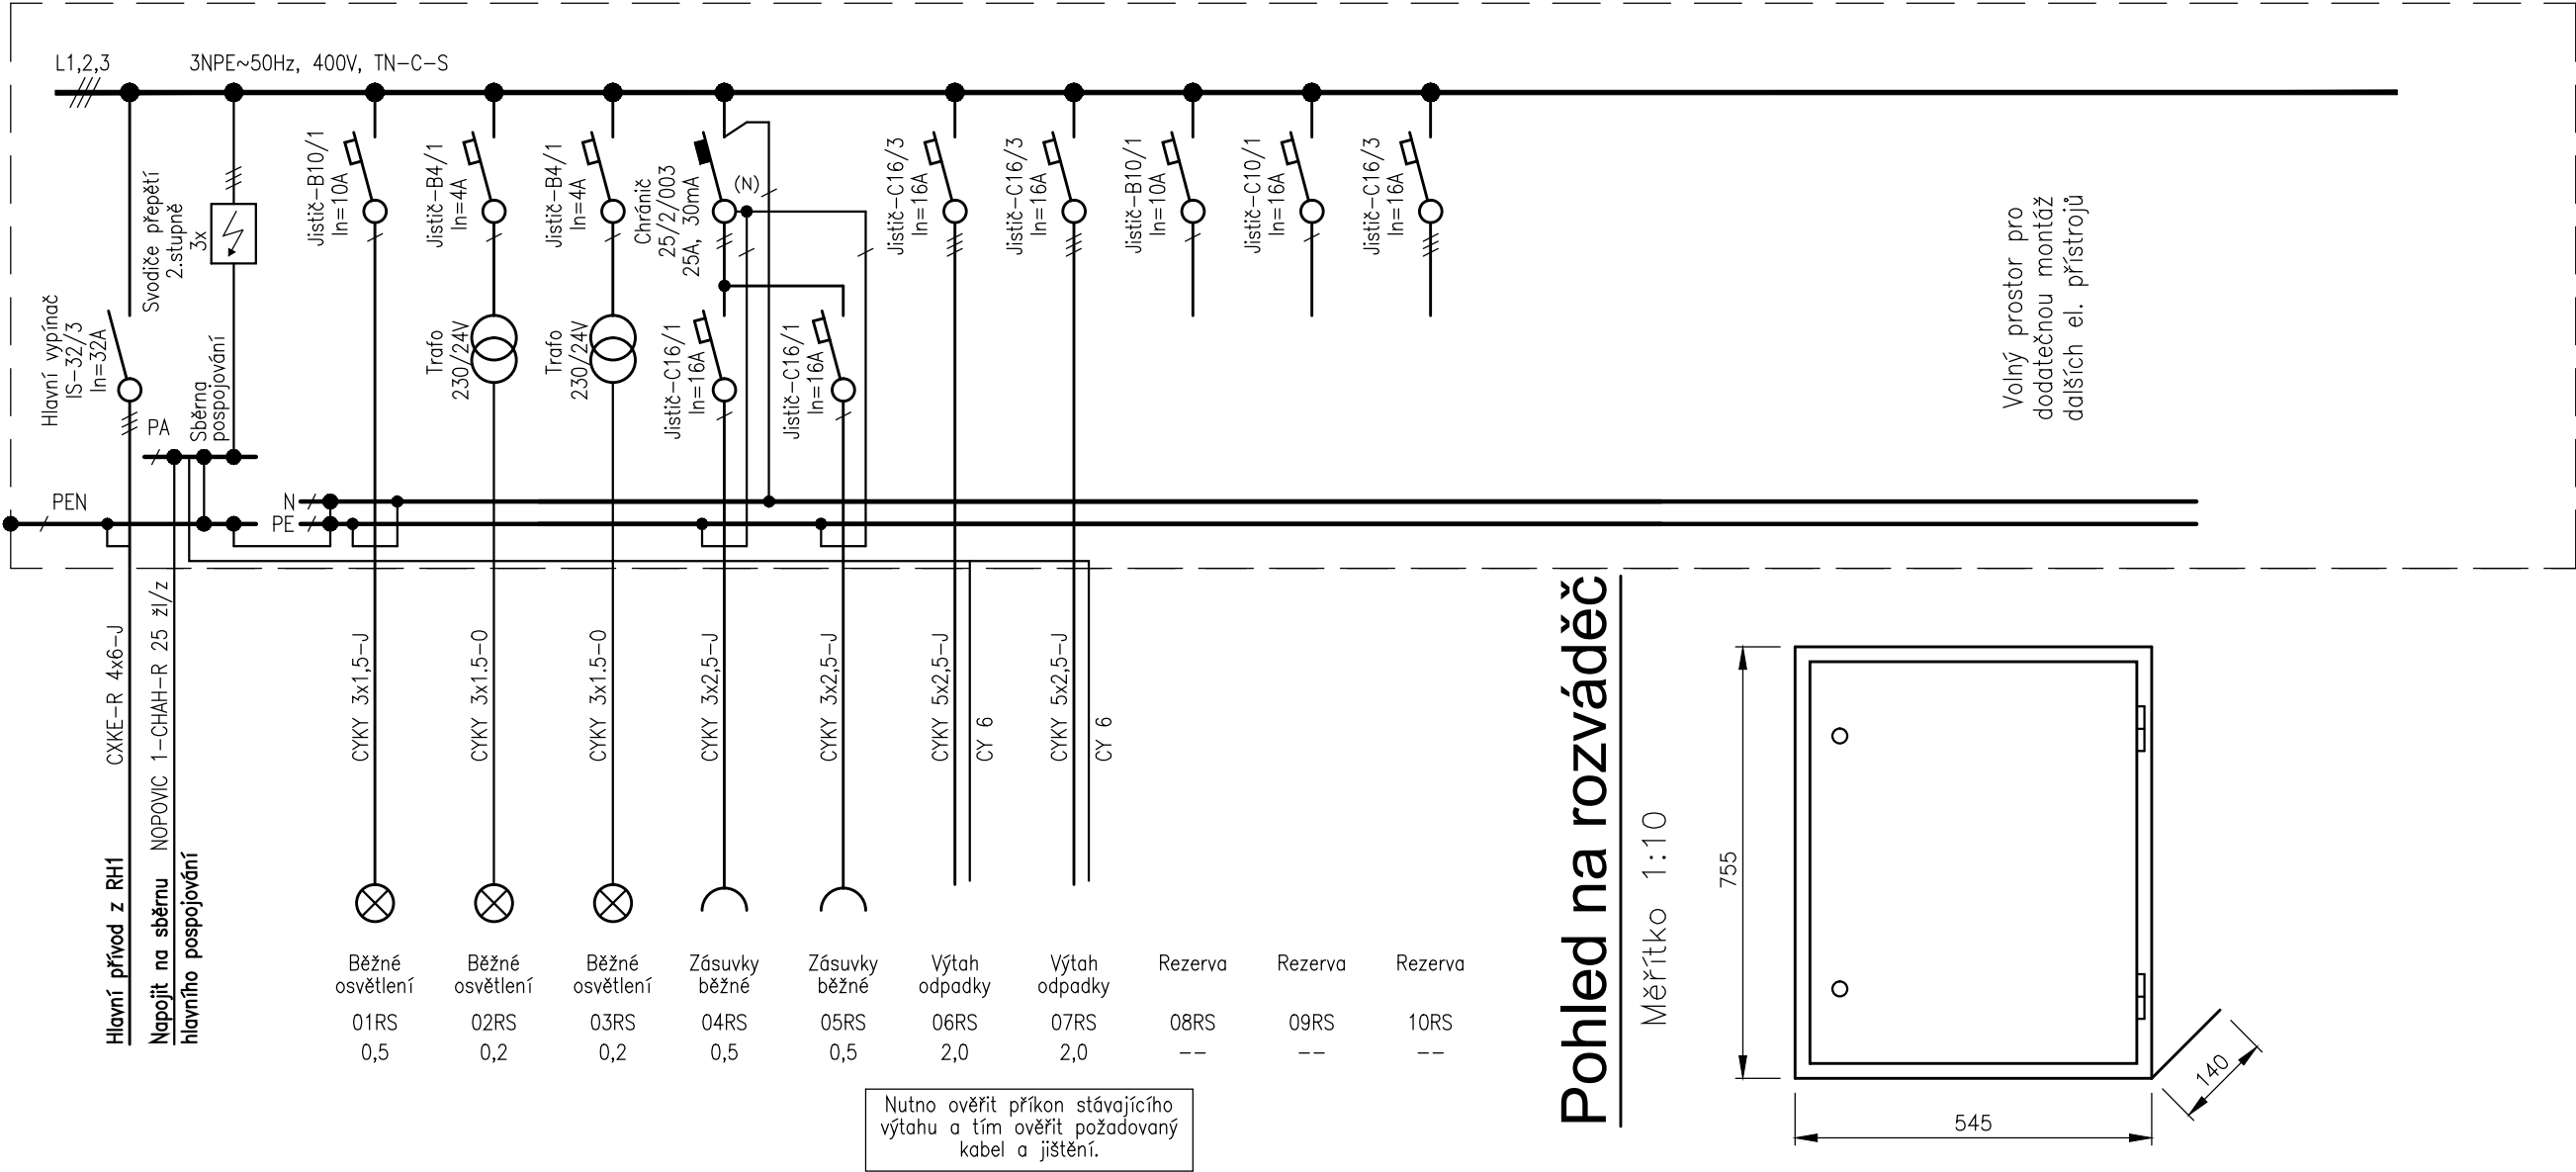 L1,2,3
3NPE~50Hz, 400V, TN-C-S
Hlavní vypínač
IS-32/3
In=32A
Svodiče přepětí
2.stupně
3x
Sběrna
pospojování
PA
PEN
N
PE
Jistič-B10/1
In=10A
Jistič-B4/1
In=4A
Trafo
230/24V
Jistič-B4/1
In=4A
Trafo
230/24V
Chránič
25/2/003
25A, 30mA
(N)
Jistič-C16/1
In=16A
Jistič-C16/1
In=16A
Jistič-C16/3
In=16A
Jistič-C16/3
In=16A
Jistič-B10/1
In=10A
Jistič-C10/1
In=16A
Jistič-C16/3
In=16A
Volný prostor pro
dodatečnou montáž
dalších el. přístrojů
Hlavní přívod z RH1
CXKE-R 4x6-J
Napojit na sběrnu
hlavního pospojování
NOPOVIC 1-CHAH-R 25 žl/z
CYKY 3x1,5-J
CYKY 3x1.5-O
CYKY 3x1.5-O
CYKY 3x2,5-J
CYKY 3x2,5-J
CYKY 5x2,5-J
CY 6
CYKY 5x2,5-J
CY 6
Běžné
osvětlení
01RS
0,5
Běžné
osvětlení
02RS
0,2
Běžné
osvětlení
03RS
0,2
Zásuvky
běžné
04RS
0,5
Zásuvky
běžné
05RS
0,5
Výtah
odpadky
06RS
2,0
Výtah
odpadky
07RS
2,0
Rezerva
08RS
--
Rezerva
09RS
--
Rezerva
10RS
--
Nutno ověřit příkon stávajícího
výtahu a tím ověřit požadovaný
kabel a jištění.
Pohled na rozváděč
Měřítko 1:10
755
545
140